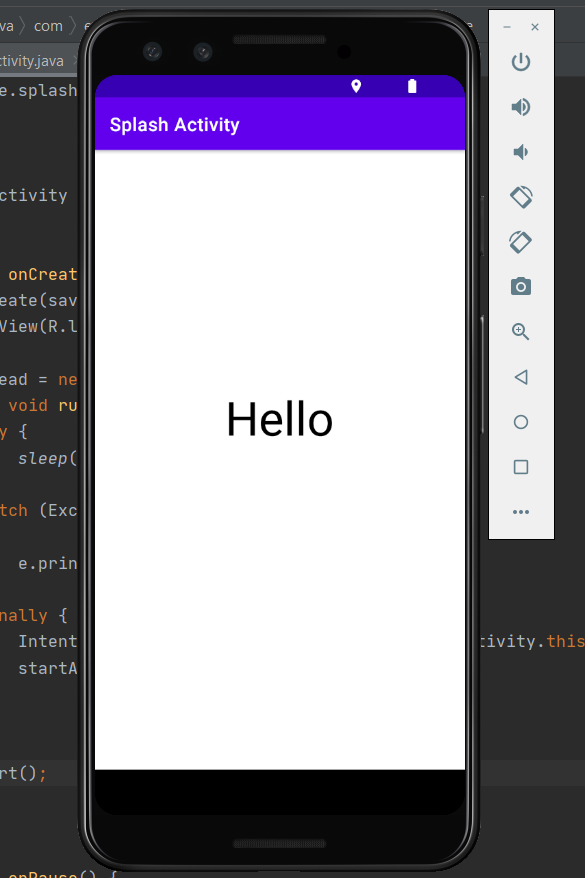 va 〉 com 〉 e
ctivity.java
e.splash
Splash Activity
ctivity
onCreat
eate(sav
View(R.l
Hello
ead = ne
void ru
y {
sleep(
tch (Exc
e.prin
nally {
Intent tivity.this
startA
rt();
onPause() {